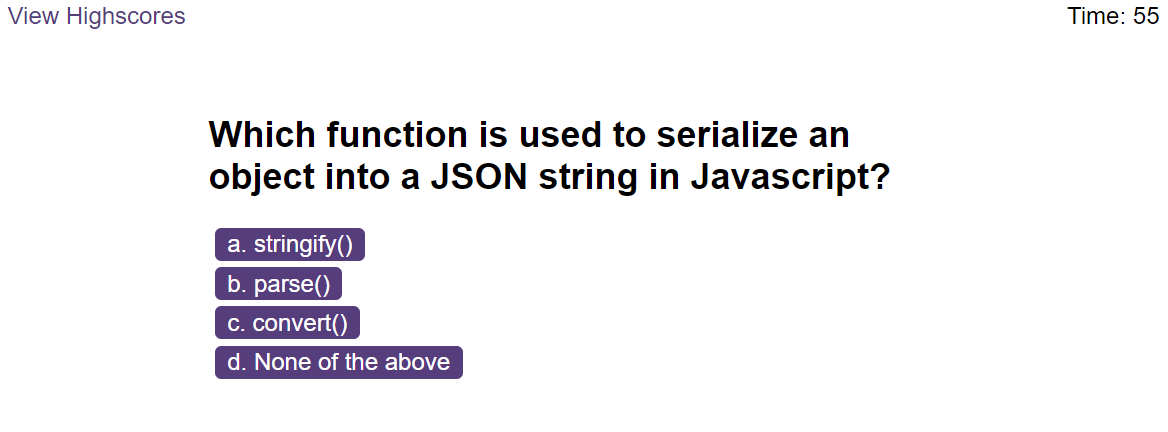 View Highscores
Time: 55
Which function is used to serialize an
object into a JSON string in Javascript?
a. stringify()
b. parse()
c. convert()
d. None of the above